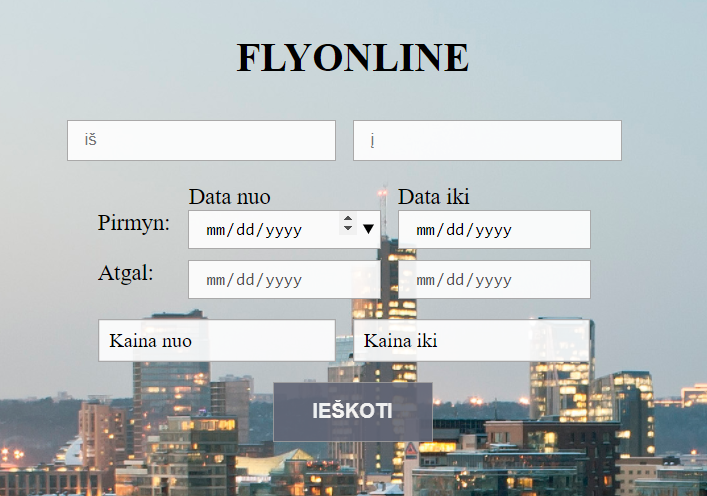 FLYONLINE
iš į
Data nuo Data iki
Pirmyn: mm/dd/yyyy mm/dd/yyyy
Atgal: mm/dd/yyyy mm/dd/yyyy
Kaina nuo Kaina iki
IEŠKOTI